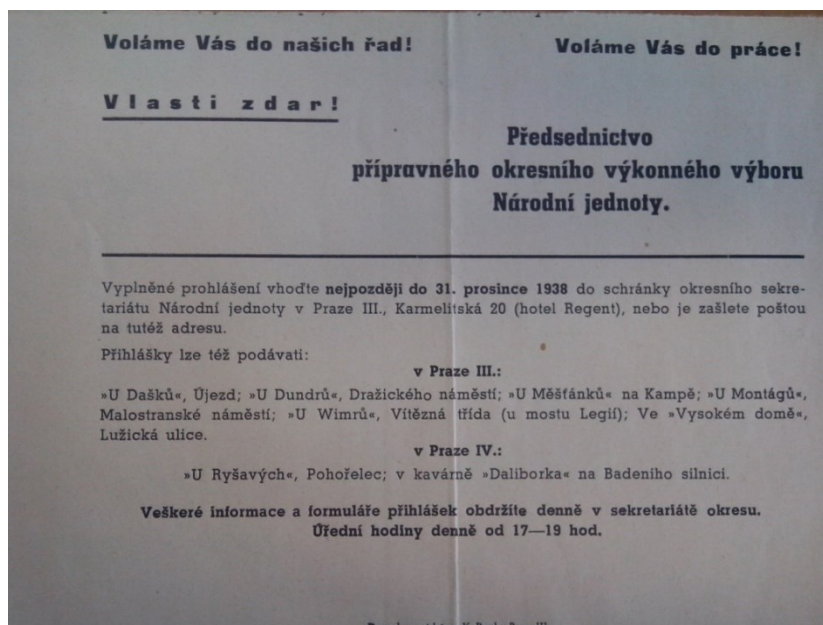 Voláme Vás do našich řad! Voláme Vás do práce!
Vlasti zdar!
Předsednictvo
přípravného okresního výkonného výboru
Národní jednoty.
Vyplněné prohlášení vhoďte nejpozději do 31. prosince 1938 do schránky okresního sekre-
tariátu Národní jednoty v Praze III., Karmelitská 20 (hotel Regent), nebo je zašlete poštou
na tutéž adresu.
Přihlášky lze též podávati:
v Praze III.:
»U Dašků«, Újezd; »U Dundrů«, Dražického náměstí; »U Měšťánků« na Kampě; »U Montágů«,
Malostranské náměstí; »U Wimrů«, Vítězná třída (u mostu Legií); Ve »Vysokém domě«,
Lužická ulice.
v Praze IV.:
»U Ryšavých«, Pohořelec; v kavárně »Daliborka« na Badeniho silnici.
Veškeré informace a formuláře přihlášek obdržíte denně v sekretariátě okresu.
Úřední hodiny denně od 17—19 hod.